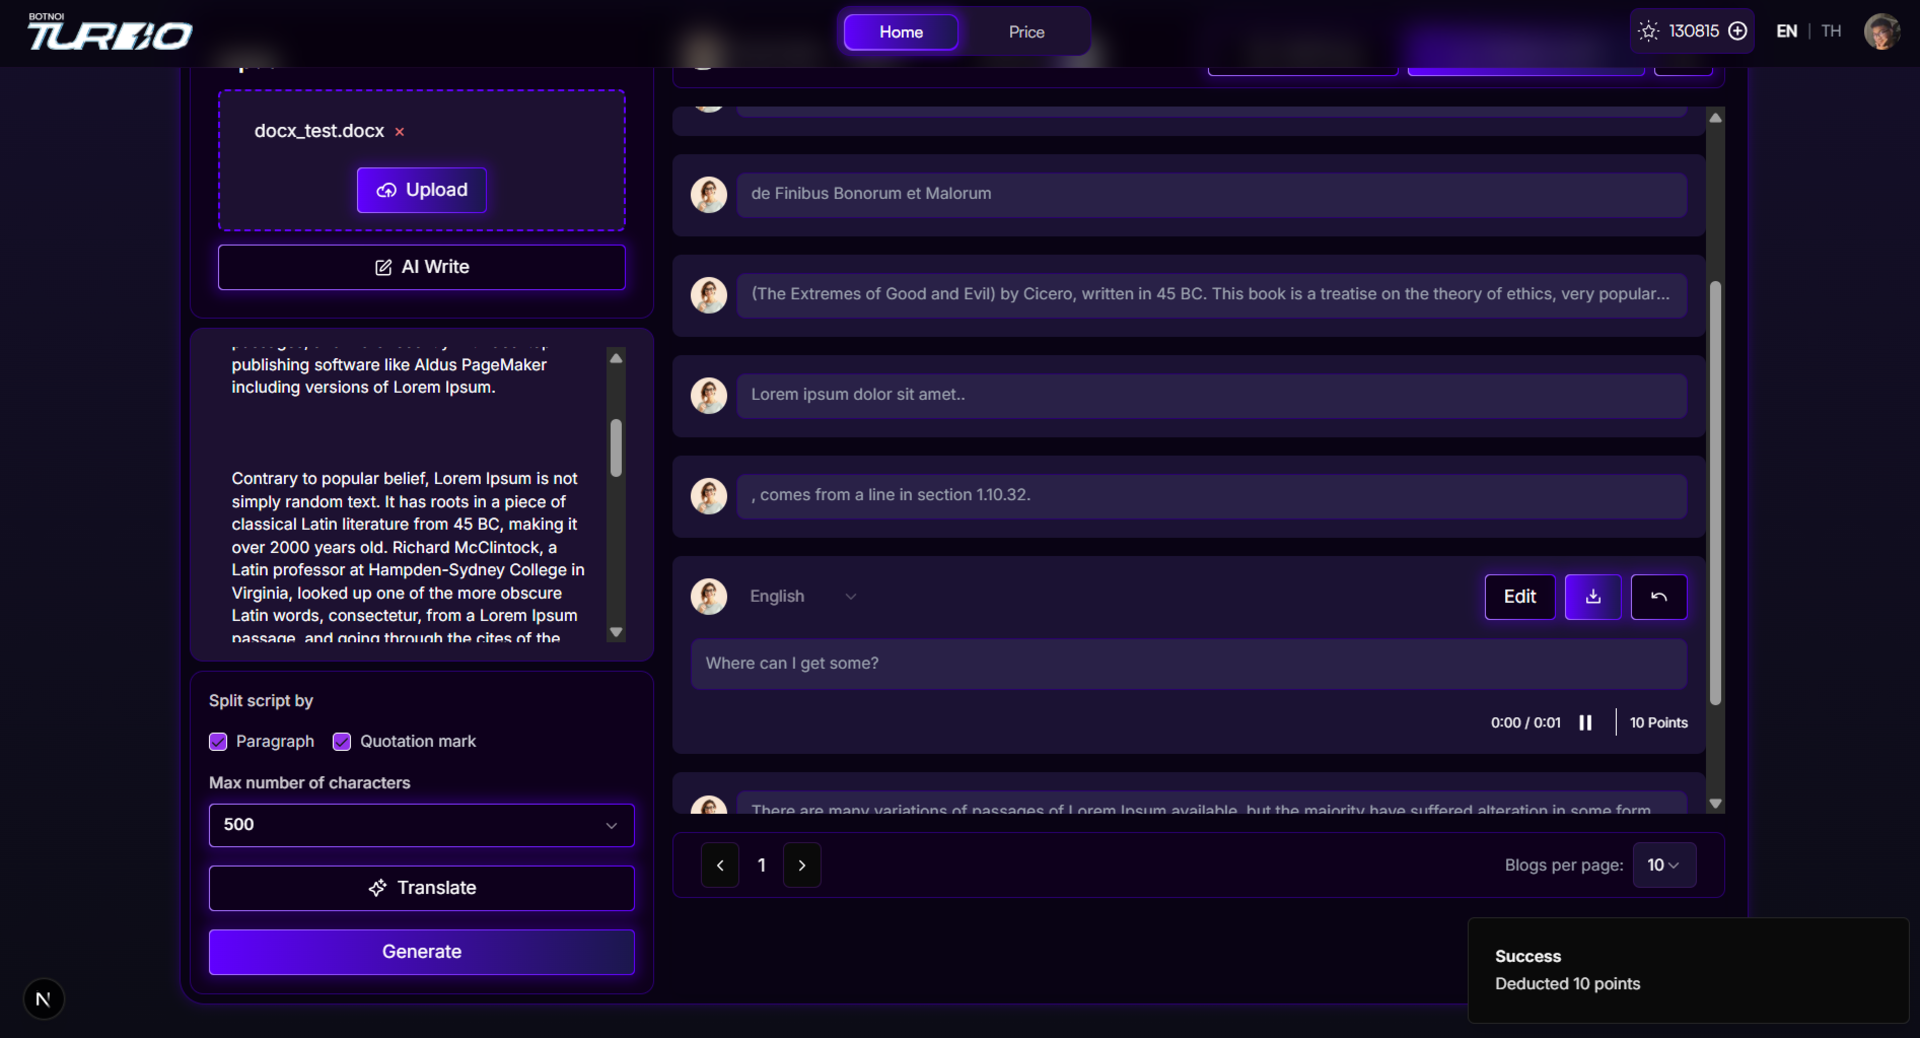 BOTNOI
TURBO
Home
Price
130815
EN | TH
docx_test.docx ×
Upload
AI Write
publishing software like Aldus PageMaker
including versions of Lorem Ipsum.
Contrary to popular belief, Lorem Ipsum is not
simply random text. It has roots in a piece of
classical Latin literature from 45 BC, making it
over 2000 years old. Richard McClintock, a
Latin professor at Hampden-Sydney College in
Virginia, looked up one of the more obscure
Latin words, consectetur, from a Lorem Ipsum
passage, and going through the cites of the
Split script by
Paragraph
Quotation mark
Max number of characters
500
Translate
Generate
N
de Finibus Bonorum et Malorum
(The Extremes of Good and Evil) by Cicero, written in 45 BC. This book is a treatise on the theory of ethics, very popular...
Lorem ipsum dolor sit amet..
, comes from a line in section 1.10.32.
English
Edit
Where can I get some?
0:00 / 0:01
10 Points
There are many variations of passages of Lorem Ipsum available, but the majority have suffered alteration in some form
1
Blogs per page:
10
Success
Deducted 10 points